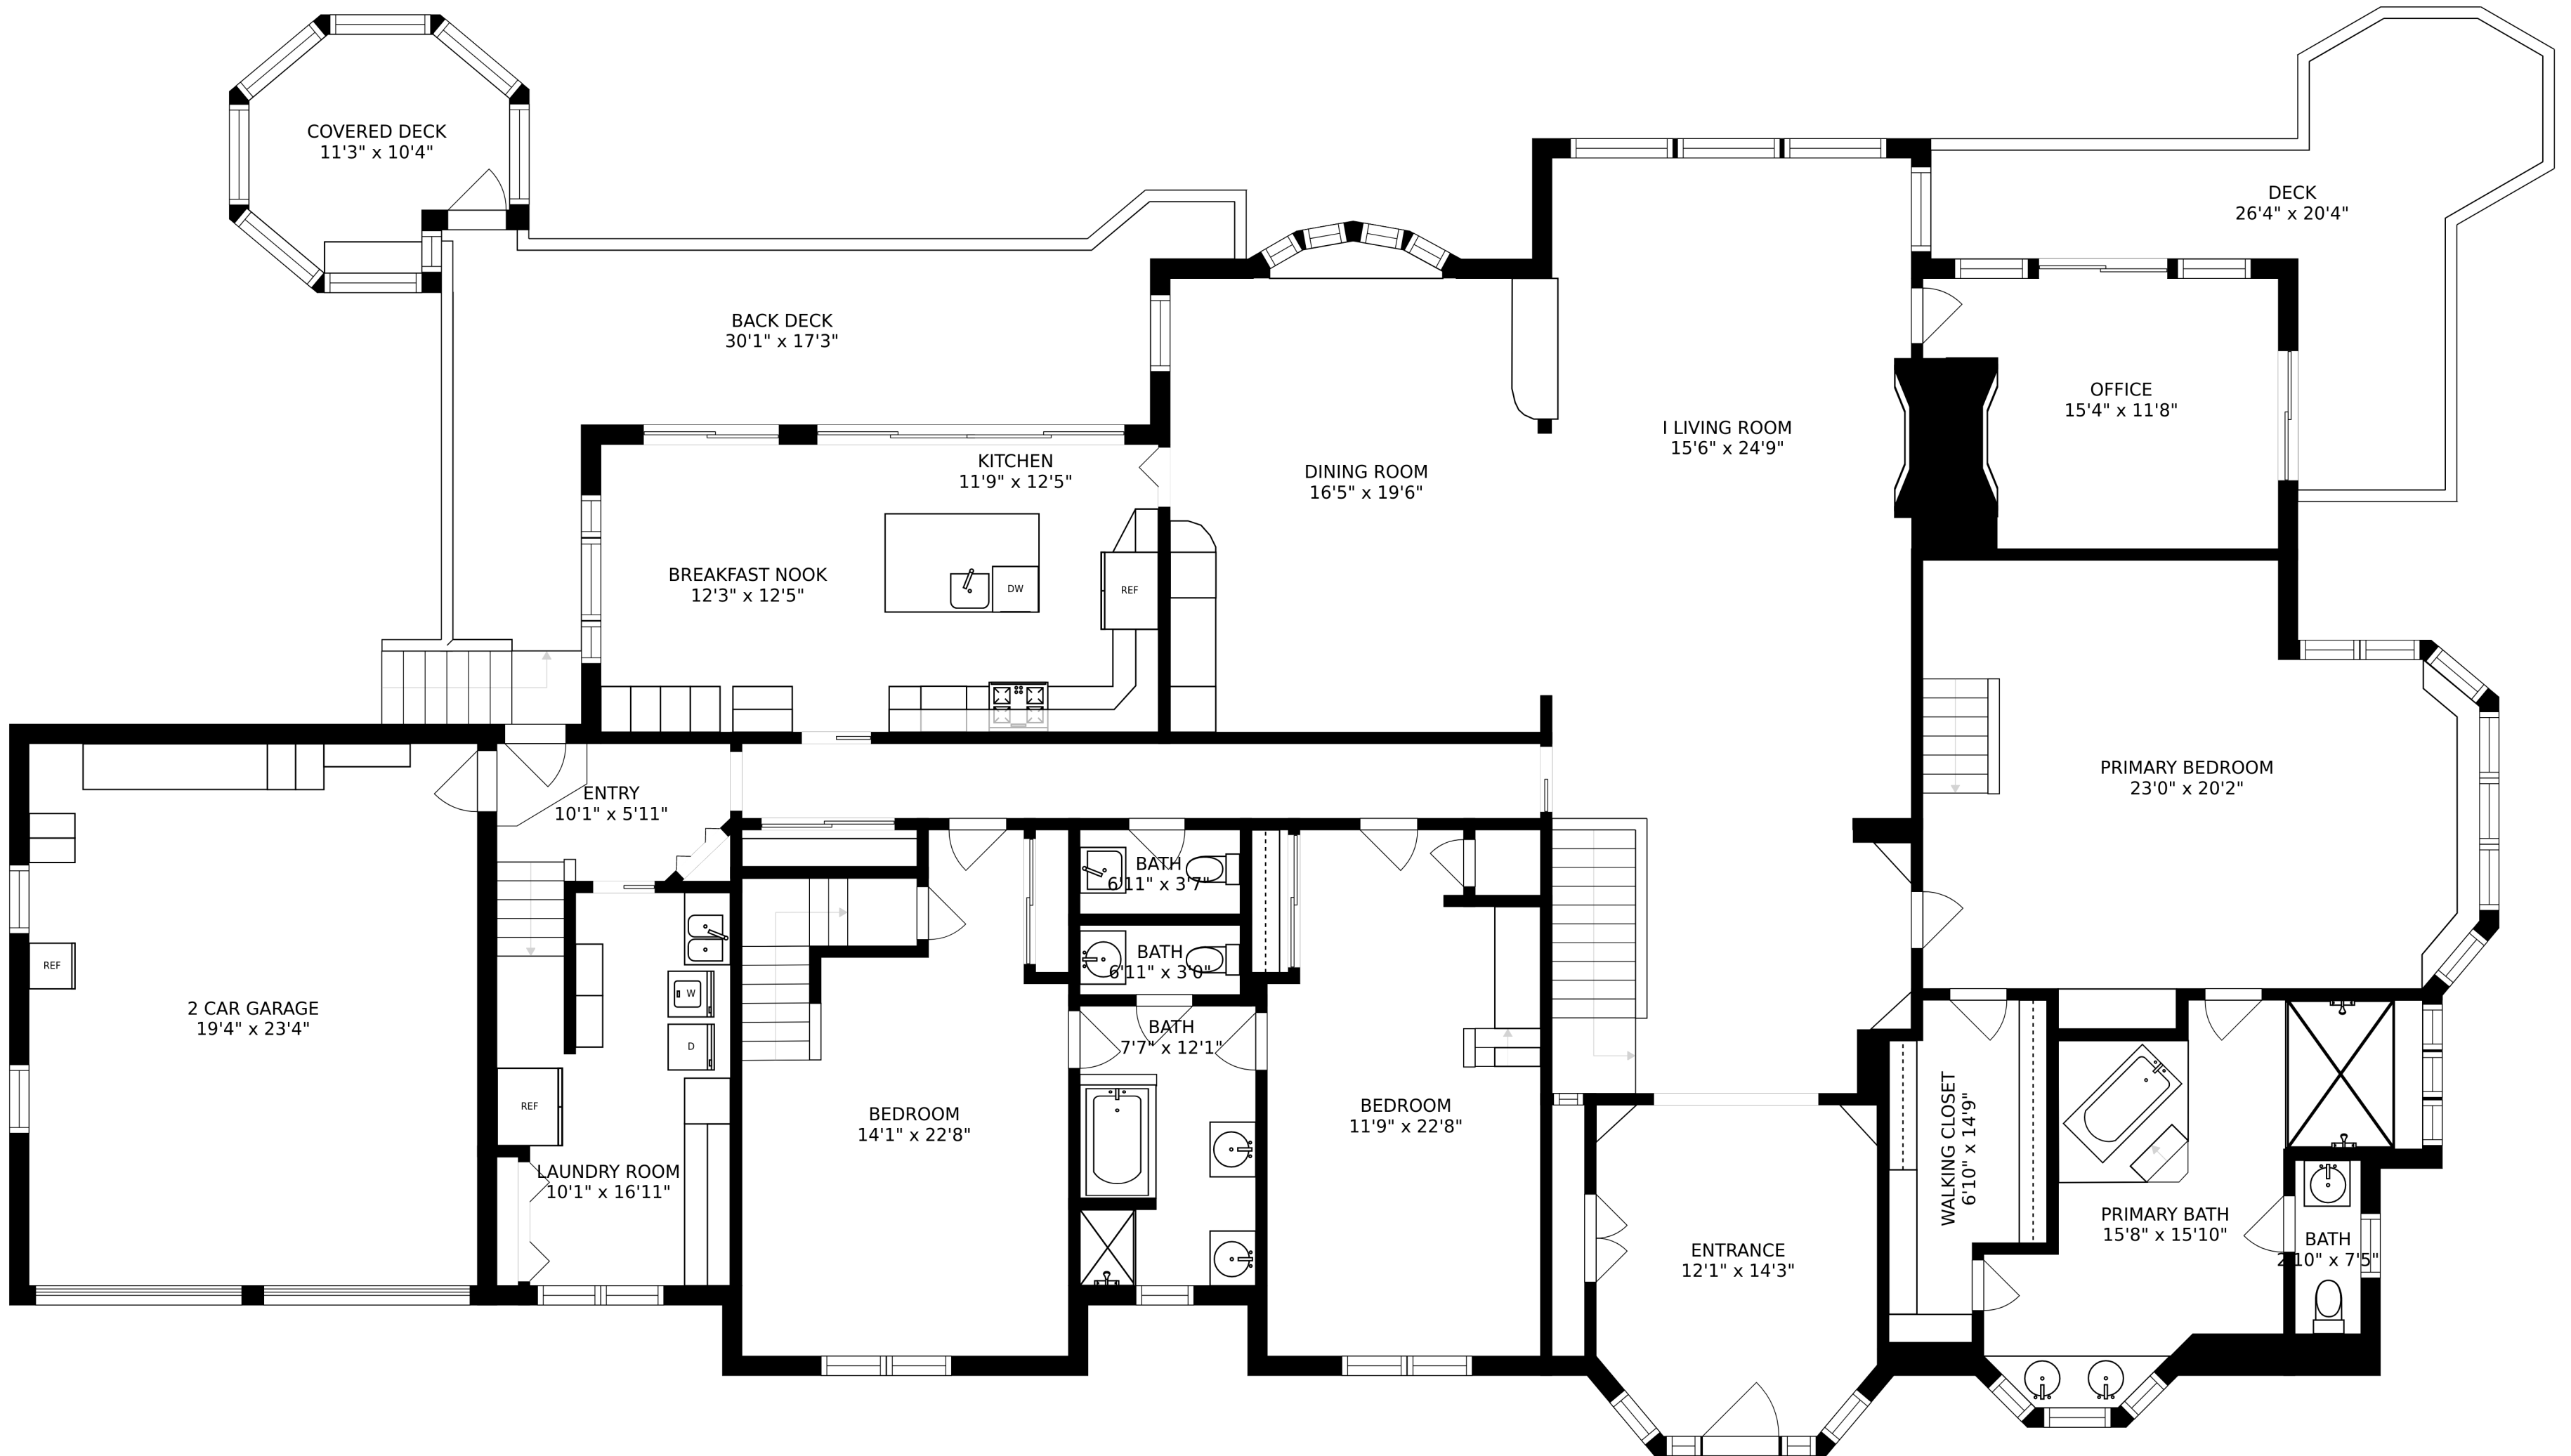 COVERED DECK
11'3" x 10'4"
DECK
26'4" x 20'4"
BACK DECK
30'1" x 17'3"
OFFICE
15'4" x 11'8"
I LIVING ROOM
15'6" x 24'9"
KITCHEN
11'9" x 12'5"
DINING ROOM
16'5" x 19'6"
BREAKFAST NOOK
12'3" x 12'5"
DW
REF
PRIMARY BEDROOM
23'0" x 20'2"
ENTRY
10'1" x 5'11"
BATH
6'11" x 3'7"
BATH
6'11" x 3'0"
REF
W
2 CAR GARAGE
19'4" x 23'4"
BATH
7'7" x 12'1"
D
REF
BEDROOM
14'1" x 22'8"
BEDROOM
11'9" x 22'8"
WALKING CLOSET
6'10" x 14'9"
LAUNDRY ROOM
10'1" x 16'11"
PRIMARY BATH
15'8" x 15'10"
BATH
2'10" x 7'5"
ENTRANCE
12'1" x 14'3"